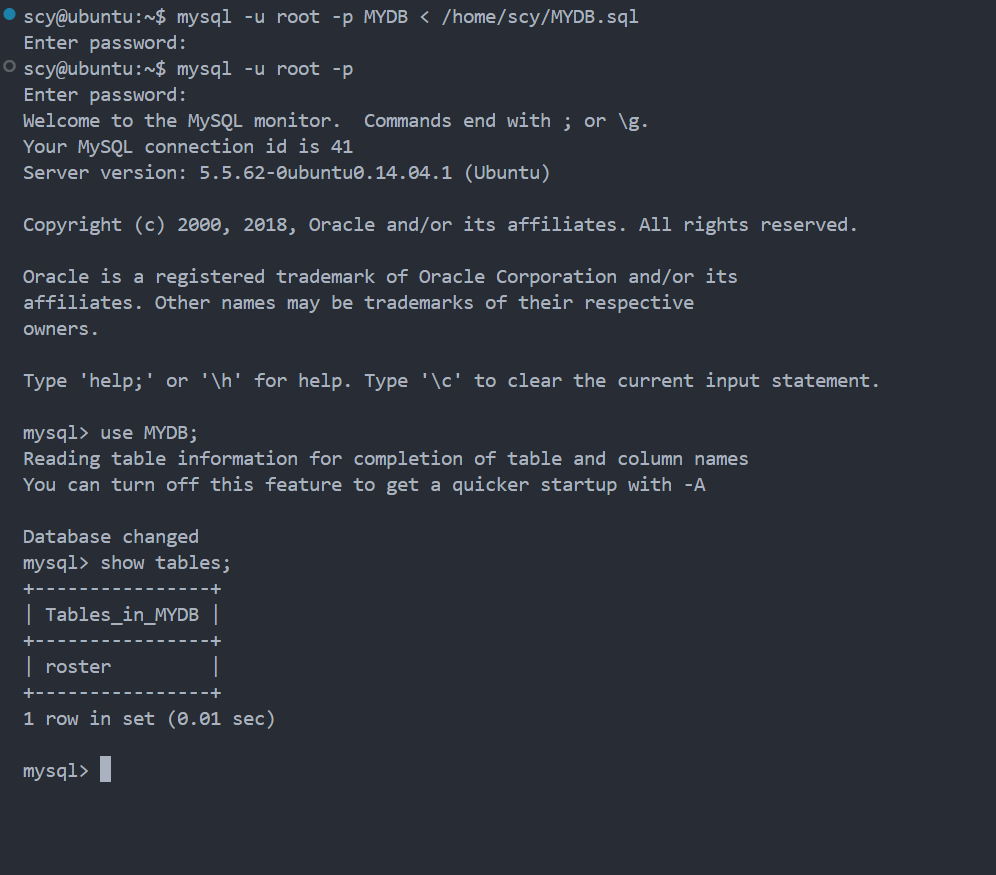 scy@ubuntu:~$ mysql -u root -p MYDB < /home/scy/MYDB.sql
Enter password:
scy@ubuntu:~$ mysql -u root -p
Enter password:
Welcome to the MySQL monitor.  Commands end with ; or \g.
Your MySQL connection id is 41
Server version: 5.5.62-0ubuntu0.14.04.1 (Ubuntu)
Copyright (c) 2000, 2018, Oracle and/or its affiliates. All rights reserved.
Oracle is a registered trademark of Oracle Corporation and/or its
affiliates. Other names may be trademarks of their respective
owners.
Type 'help;' or '\h' for help. Type '\c' to clear the current input statement.
mysql> use MYDB;
Reading table information for completion of table and column names
You can turn off this feature to get a quicker startup with -A
Database changed
mysql> show tables;
+----------------+
| Tables_in_MYDB |
+----------------+
| roster         |
+----------------+
1 row in set (0.01 sec)
mysql>